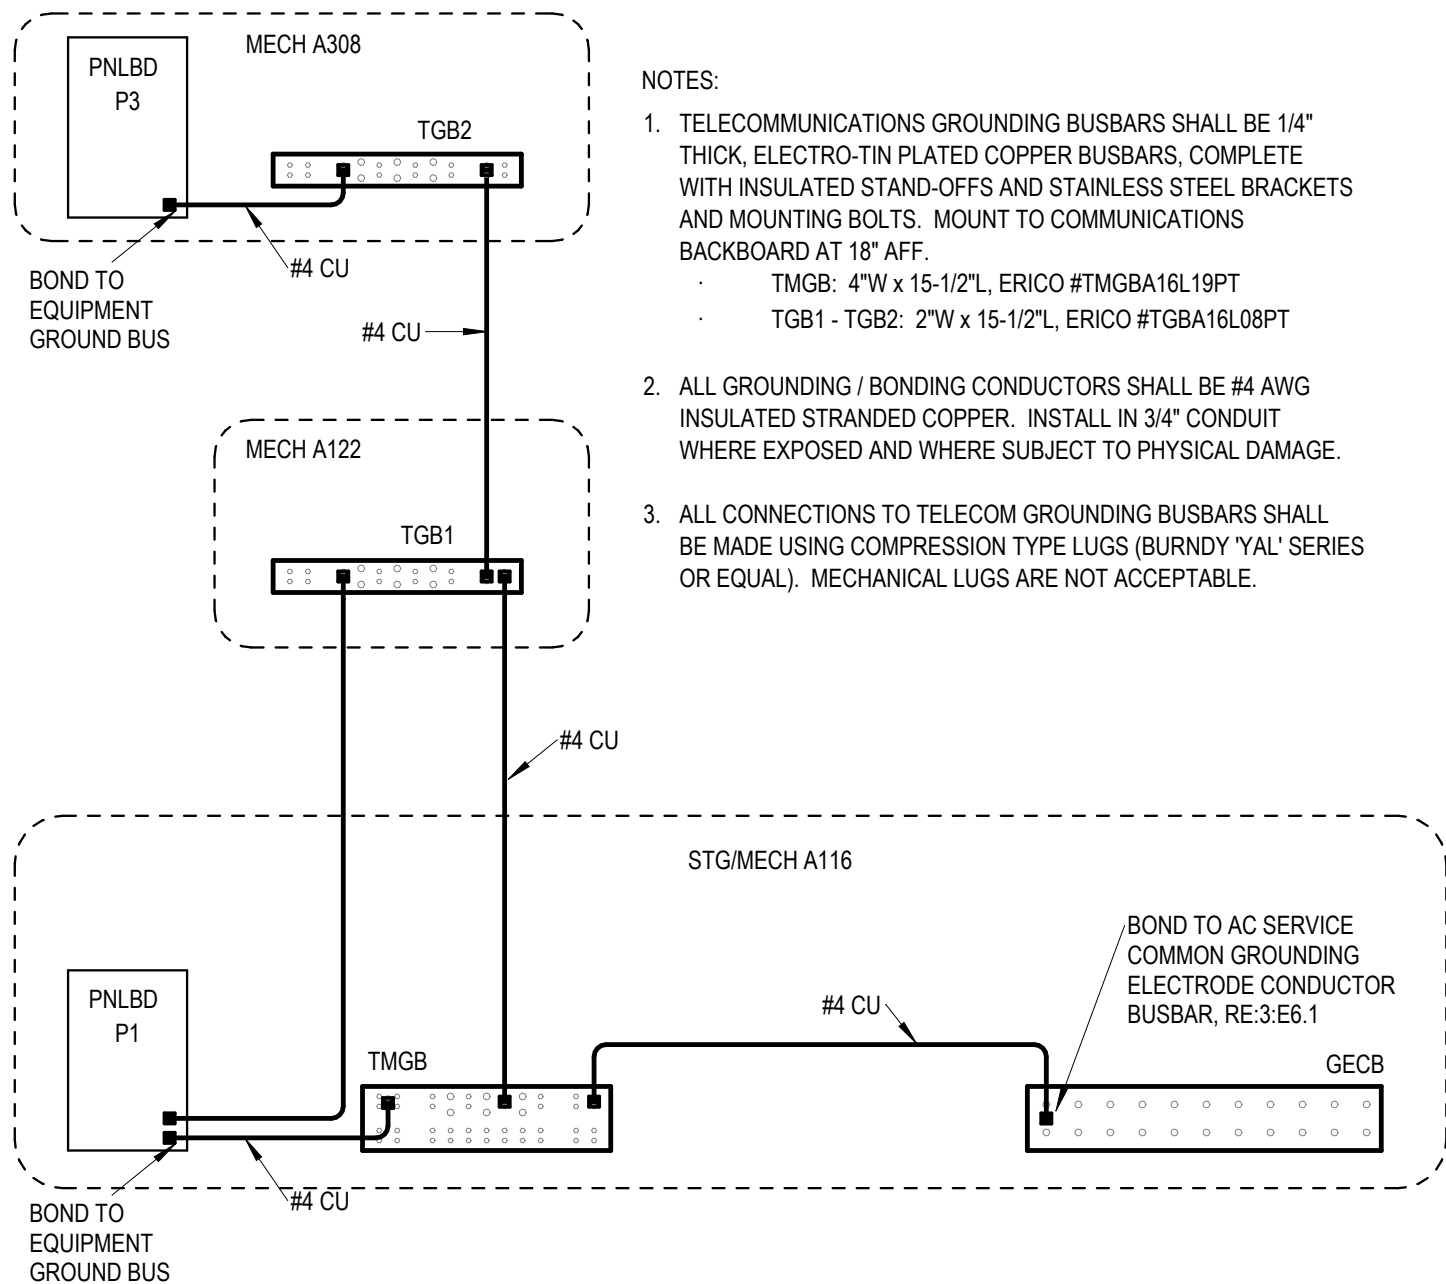 MECH A308
PNLBD
P3
TGB2
#4 CU
BOND TO
EQUIPMENT
GROUND BUS
#4 CU
MECH A122
TGB1
#4 CU
NOTES:
1. TELECOMMUNICATIONS GROUNDING BUSBARS SHALL BE 1/4"
THICK, ELECTRO-TIN PLATED COPPER BUSBARS, COMPLETE
WITH INSULATED STAND-OFFS AND STAINLESS STEEL BRACKETS
AND MOUNTING BOLTS. MOUNT TO COMMUNICATIONS
BACKBOARD AT 18" AFF.
· TMGB: 4"W x 15-1/2"L, ERICO #TMGBA16L19PT
· TGB1 - TGB2: 2"W x 15-1/2"L, ERICO #TGBA16L08PT
2. ALL GROUNDING / BONDING CONDUCTORS SHALL BE #4 AWG
INSULATED STRANDED COPPER. INSTALL IN 3/4" CONDUIT
WHERE EXPOSED AND WHERE SUBJECT TO PHYSICAL DAMAGE.
3. ALL CONNECTIONS TO TELECOM GROUNDING BUSBARS SHALL
BE MADE USING COMPRESSION TYPE LUGS (BURNDY 'YAL' SERIES
OR EQUAL). MECHANICAL LUGS ARE NOT ACCEPTABLE.
STG/MECH A116
PNLBD
P1
TMGB
#4 CU
BOND TO AC SERVICE
COMMON GROUNDING
ELECTRODE CONDUCTOR
BUSBAR, RE:3:E6.1
GECB
#4 CU
BOND TO
EQUIPMENT
GROUND BUS